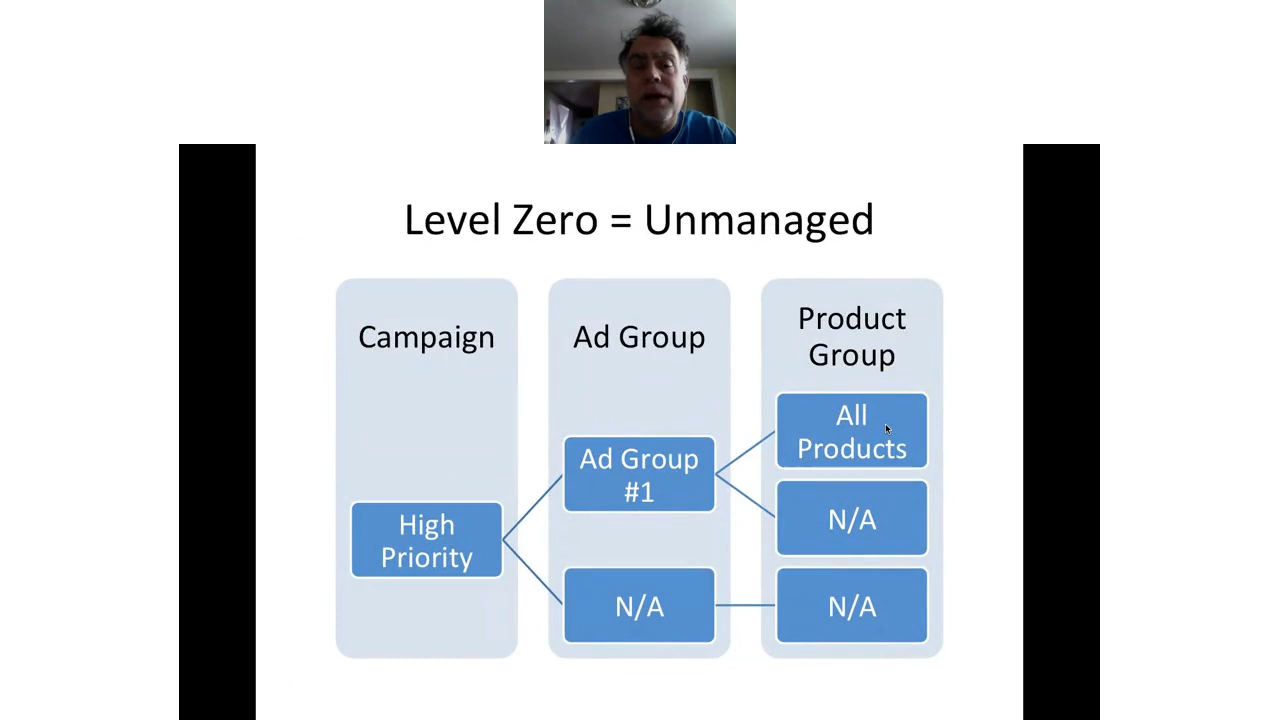 Level Zero = Unmanaged
Campaign
Ad Group
Product
Group
High
Priority
Ad Group
#1
N/A
All
Products
N/A
N/A